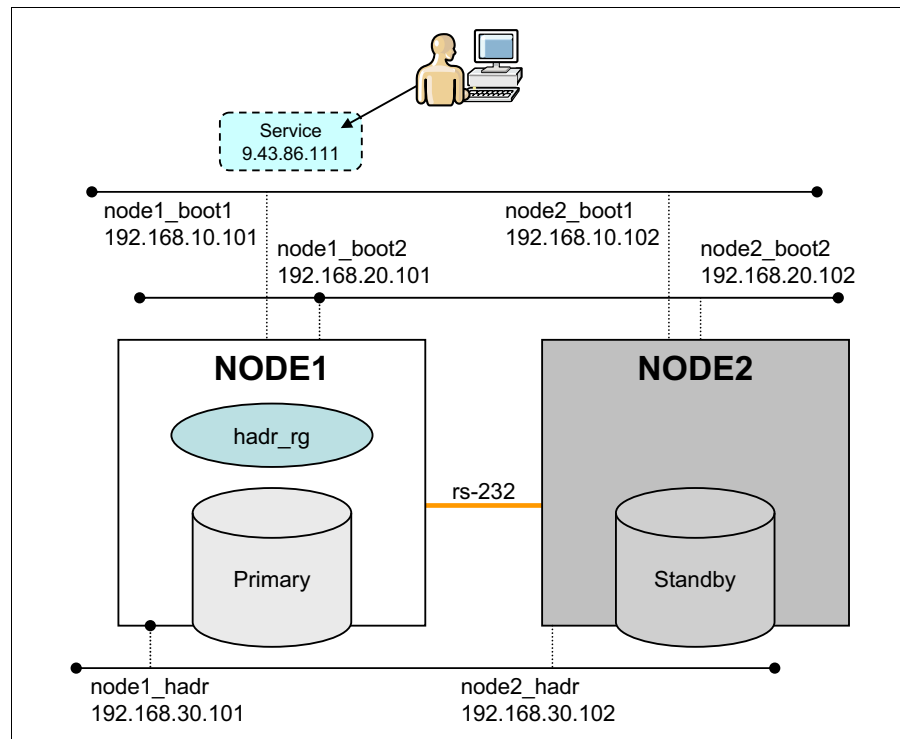 Service
9.43.86.111
node1_boot1
192.168.10.101
node2_boot1
192.168.10.102
node1_boot2
192.168.20.101
node2_boot2
192.168.20.102
NODE1
NODE2
hadr_rg
rs-232
Primary
Standby
node1_hadr
192.168.30.101
node2_hadr
192.168.30.102